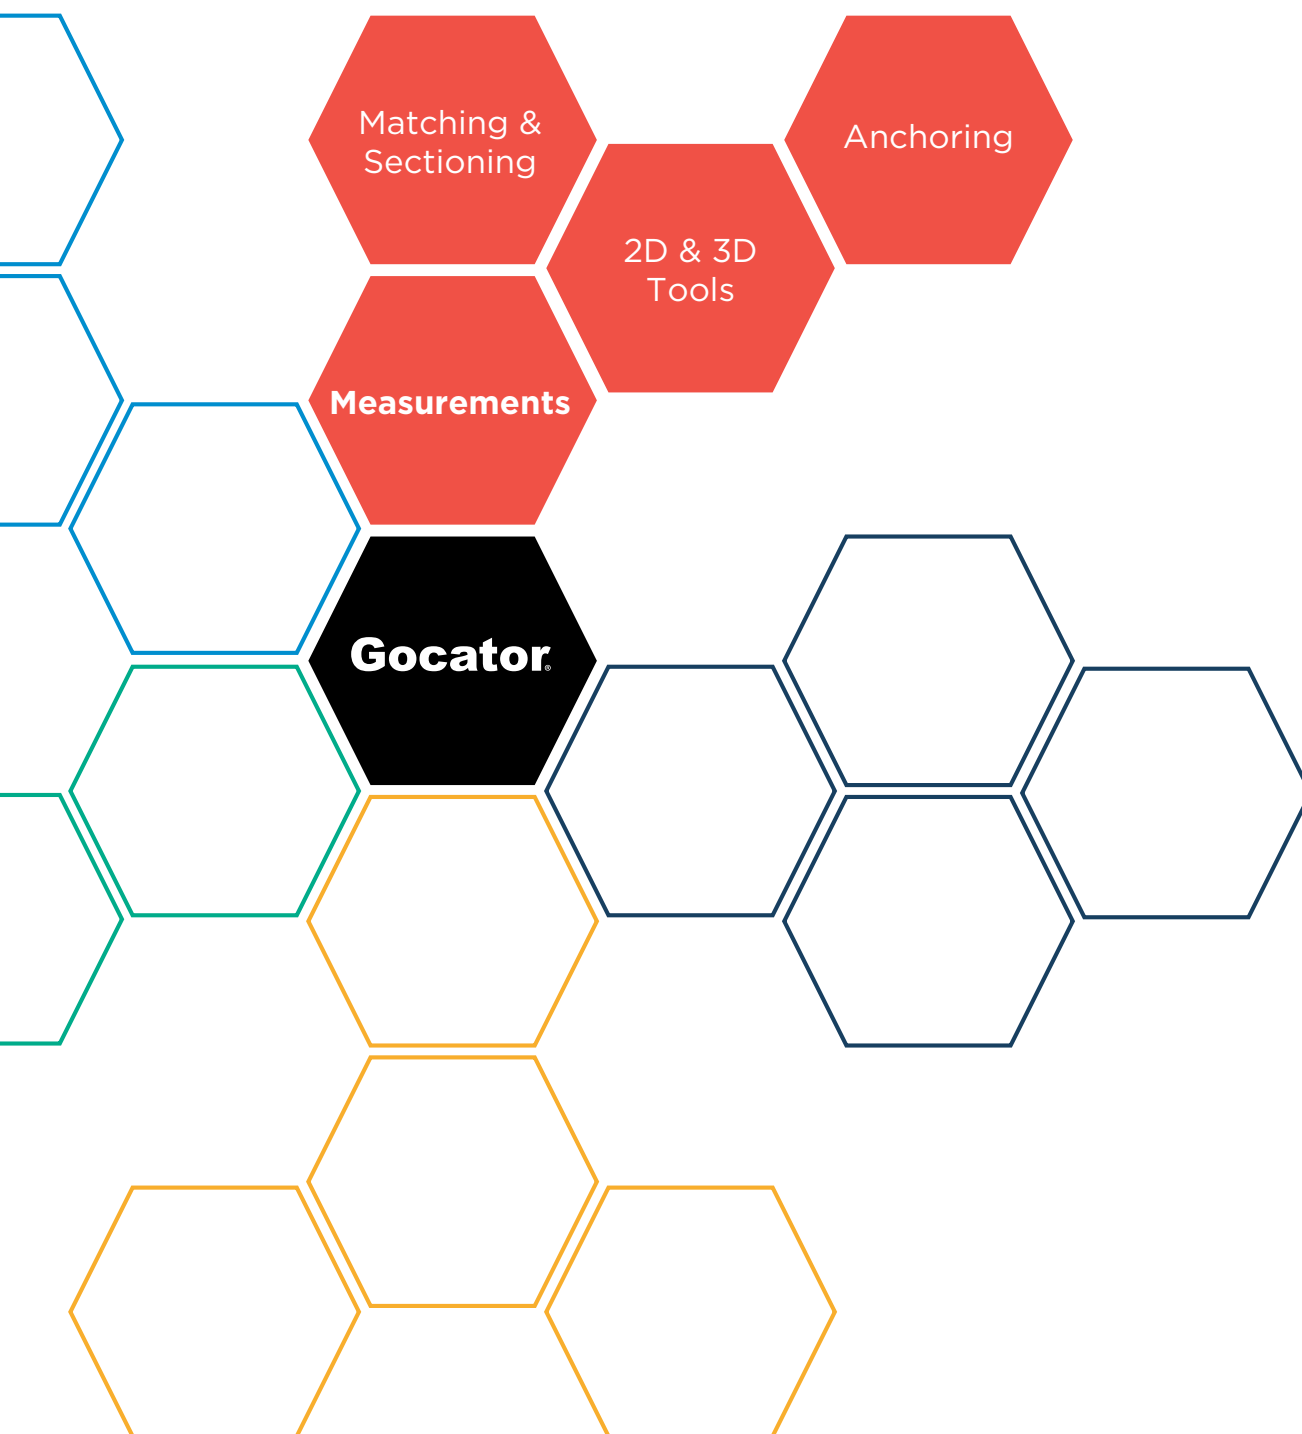 Matching &
Sectioning
Anchoring
2D & 3D
Tools
Measurements
Gocator®